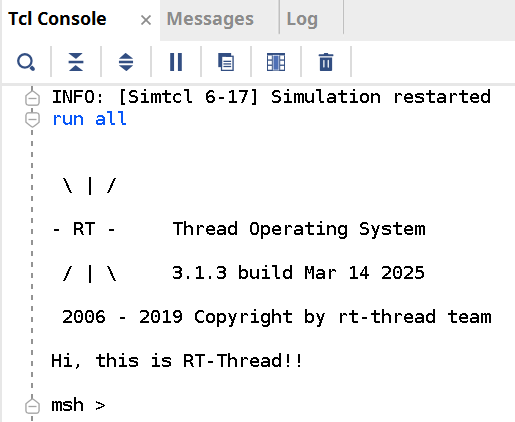 Tcl Console × Messages Log
INFO: [Simtcl 6-17] Simulation restarted
run all
\ | /
- RT -     Thread Operating System
/ | \     3.1.3 build Mar 14 2025
2006 - 2019 Copyright by rt-thread team
Hi, this is RT-Thread!!
msh >